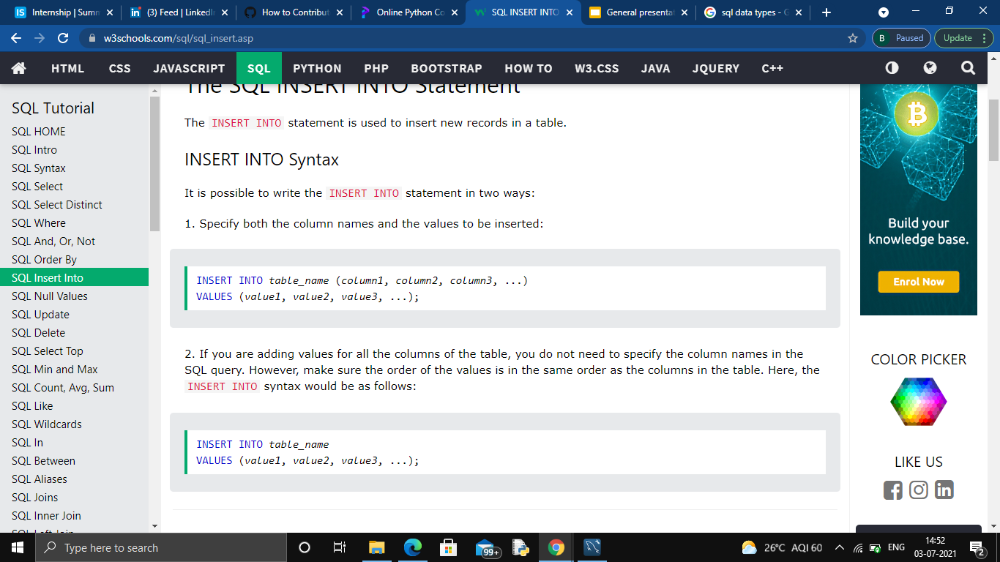 Internship | Summ
(3) Feed | LinkedIn
How to Contribut
Online Python Co
SQL INSERT INTO
General presentat
sql data types - G
w3schools.com/sql/sql_insert.asp
B Paused
Update
HTML CSS JAVASCRIPT SQL PYTHON PHP BOOTSTRAP HOW TO W3.CSS JAVA JQUERY C++
SQL Tutorial
SQL HOME
SQL Intro
SQL Syntax
SQL Select
SQL Select Distinct
SQL Where
SQL And, Or, Not
SQL Order By
SQL Insert Into
SQL Null Values
SQL Update
SQL Delete
SQL Select Top
SQL Min and Max
SQL Count, Avg, Sum
SQL Like
SQL Wildcards
SQL In
SQL Between
SQL Aliases
SQL Joins
SQL Inner Join
SQL Left Join
The SQL INSERT INTO Statement
The INSERT INTO statement is used to insert new records in a table.
INSERT INTO Syntax
It is possible to write the INSERT INTO statement in two ways:
1. Specify both the column names and the values to be inserted:
INSERT INTO table_name (column1, column2, column3, ...)
VALUES (value1, value2, value3, ...);
2. If you are adding values for all the columns of the table, you do not need to specify the column names in the
SQL query. However, make sure the order of the values is in the same order as the columns in the table. Here, the
INSERT INTO syntax would be as follows:
INSERT INTO table_name
VALUES (value1, value2, value3, ...);
Build your
knowledge base.
Enrol Now
COLOR PICKER
LIKE US
Type here to search
99+
26°C AQI 60
ENG
14:52
03-07-2021
2